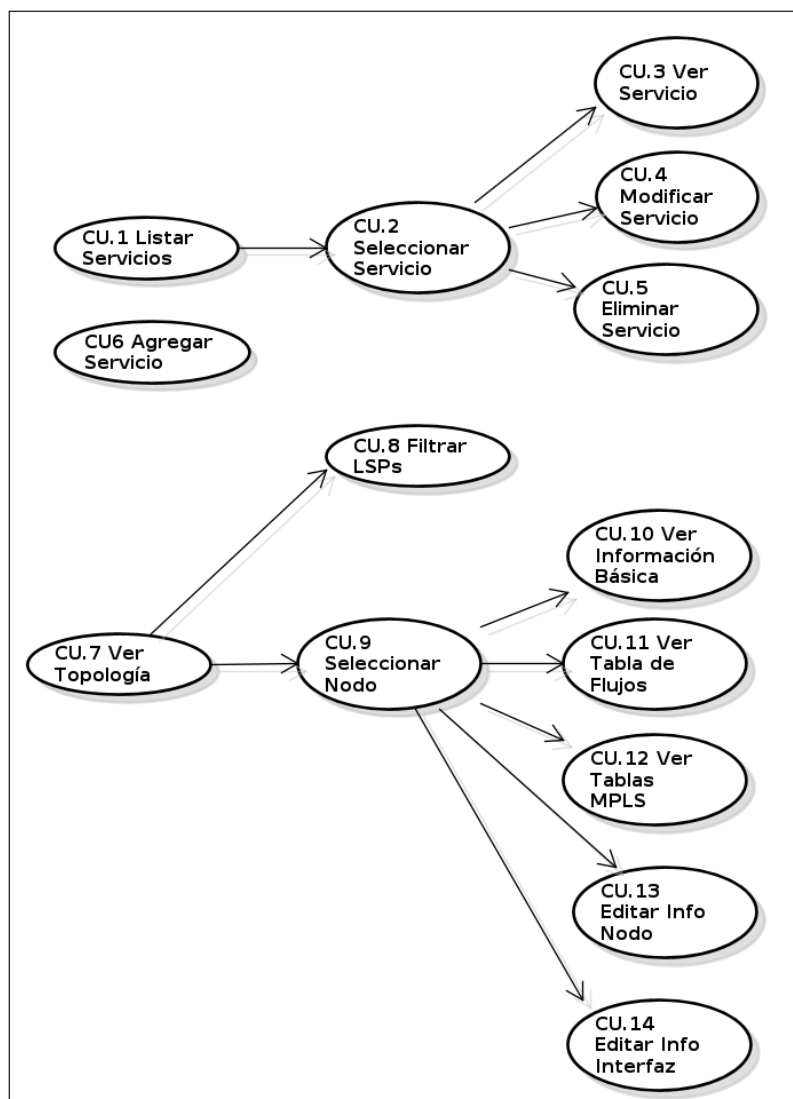 CU.3 Ver
Servicio
CU.4
Modificar
Servicio
CU.1 Listar
Servicios
CU.2
Seleccionar
Servicio
CU.5
Eliminar
Servicio
CU6 Agregar
Servicio
CU.8 Filtrar
LSPs
CU.10 Ver
Información
Básica
CU.7 Ver
Topología
CU.9
Seleccionar
Nodo
CU.11 Ver
Tabla de
Flujos
CU.12 Ver
Tablas
MPLS
CU.13
Editar Info
Nodo
CU.14
Editar Info
Interfaz